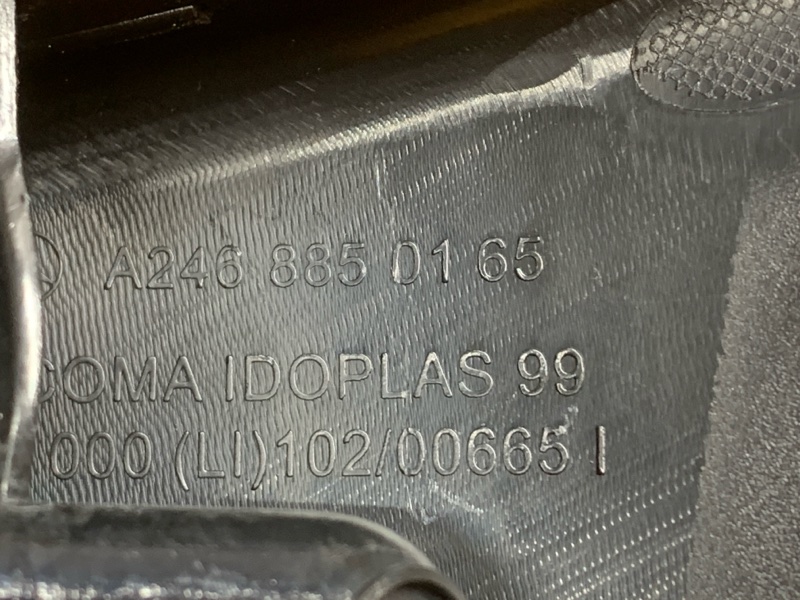 A246 885 01 65
COMA IDOPLAS 99
000 (LI)102/00665 I